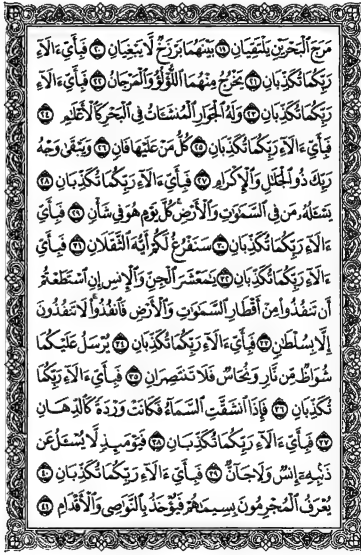 مَرَجَ ٱلْبَحْرَيْنِ يَلْتَقِيَانِ ١٩ بَيْنَهُمَا بَرْزَخٌ لَّا يَبْغِيَانِ ٢٠ فَبِأَىِّ ءَالَآءِ
رَبِّكُمَا تُكَذِّبَانِ ٢١ يَخْرُجُ مِنْهُمَا ٱللُّؤْلُؤُ وَٱلْمَرْجَانُ ٢٢ فَبِأَىِّ ءَالَآءِ
رَبِّكُمَا تُكَذِّبَانِ ٢٣ وَلَهُ ٱلْجَوَارِ ٱلْمُنشَـَٔاتُ فِى ٱلْبَحْرِ كَٱلْأَعْلَـٰمِ ٢٤
فَبِأَىِّ ءَالَآءِ رَبِّكُمَا تُكَذِّبَانِ ٢٥ كُلُّ مَنْ عَلَيْهَا فَانٍ ٢٦ وَيَبْقَىٰ وَجْهُ
رَبِّكَ ذُو ٱلْجَلَـٰلِ وَٱلْإِكْرَامِ ٢٧ فَبِأَىِّ ءَالَآءِ رَبِّكُمَا تُكَذِّبَانِ ٢٨
يَسْـَٔلُهُۥ مَن فِى ٱلسَّمَـٰوَٰتِ وَٱلْأَرْضِ ۚ كُلَّ يَوْمٍ هُوَ فِى شَأْنٍ ٢٩ فَبِأَىِّ
ءَالَآءِ رَبِّكُمَا تُكَذِّبَانِ ٣٠ سَنَفْرُغُ لَكُمْ أَيُّهَ ٱلثَّقَلَانِ ٣١ فَبِأَىِّ
ءَالَآءِ رَبِّكُمَا تُكَذِّبَانِ ٣٢ يَـٰمَعْشَرَ ٱلْجِنِّ وَٱلْإِنسِ إِنِ ٱسْتَطَعْتُمْ
أَن تَنفُذُوا۟ مِنْ أَقْطَارِ ٱلسَّمَـٰوَٰتِ وَٱلْأَرْضِ فَٱنفُذُوا۟ ۚ لَا تَنفُذُونَ
إِلَّا بِسُلْطَـٰنٍ ٣٣ فَبِأَىِّ ءَالَآءِ رَبِّكُمَا تُكَذِّبَانِ ٣٤ يُرْسَلُ عَلَيْكُمَا
شُوَاظٌ مِّن نَّارٍ وَنُحَاسٌ فَلَا تَنتَصِرَانِ ٣٥ فَبِأَىِّ ءَالَآءِ رَبِّكُمَا
تُكَذِّبَانِ ٣٦ فَإِذَا ٱنشَقَّتِ ٱلسَّمَآءُ فَكَانَتْ وَرْدَةً كَٱلدِّهَانِ
٣٧ فَبِأَىِّ ءَالَآءِ رَبِّكُمَا تُكَذِّبَانِ ٣٨ فَيَوْمَئِذٍ لَّا يُسْـَٔلُ عَن
ذَنۢبِهِۦٓ إِنسٌ وَلَا جَآنٌّ ٣٩ فَبِأَىِّ ءَالَآءِ رَبِّكُمَا تُكَذِّبَانِ ٤٠
يُعْرَفُ ٱلْمُجْرِمُونَ بِسِيمَـٰهُمْ فَيُؤْخَذُ بِٱلنَّوَٰصِى وَٱلْأَقْدَامِ ٤١